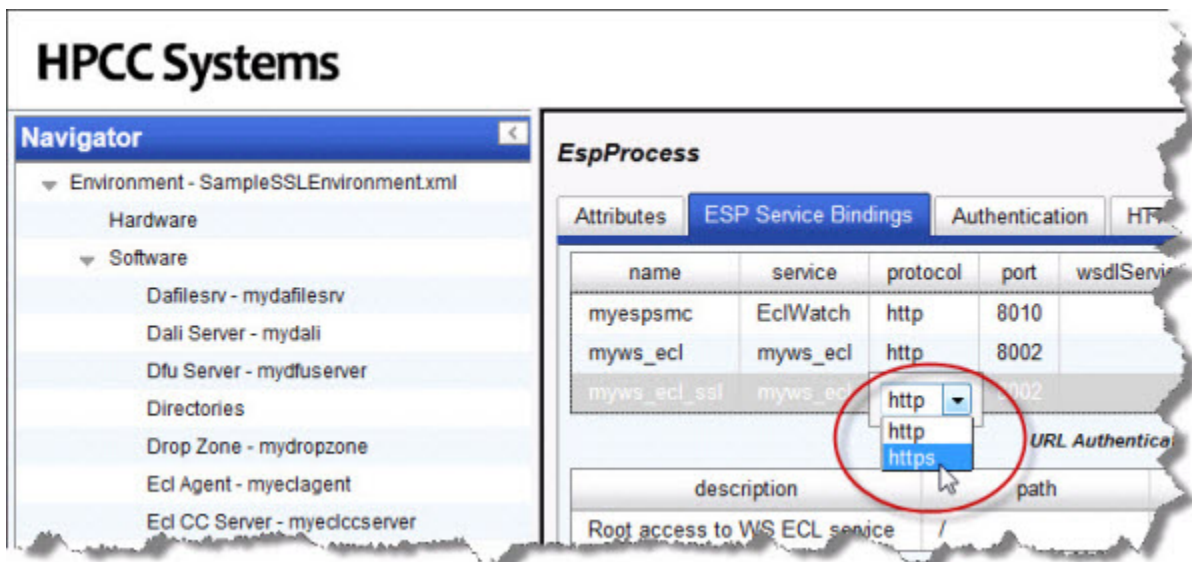 HPCC Systems
Navigator
Environment - SampleSSLEnvironment.xml
Hardware
Software
Dafilesrv - mydafilesrv
Dali Server - mydali
Dfu Server - mydfuserver
Directories
Drop Zone - mydropzone
Ecl Agent - myeclagent
Ecl CC Server - myeclccserver
EspProcess
Attributes ESP Service Bindings Authentication
name service protocol port
myespsmc EclWatch http 8010
myws_ecl myws_ecl http 8002
myws_ecl_ssl myws_ecl http 8002
http
https
URL
description path
Root access to WS ECL service /